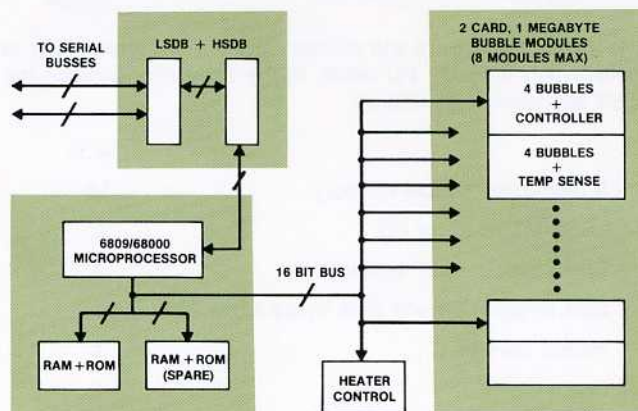 TO SERIAL
BUSSES
LSDB + HSDB
2 CARD, 1 MEGABYTE
BUBBLE MODULES
(8 MODULES MAX)
4 BUBBLES
+
CONTROLLER
4 BUBBLES
+
TEMP SENSE
6809/68000
MICROPROCESSOR
16 BIT BUS
RAM + ROM
RAM + ROM
(SPARE)
HEATER
CONTROL